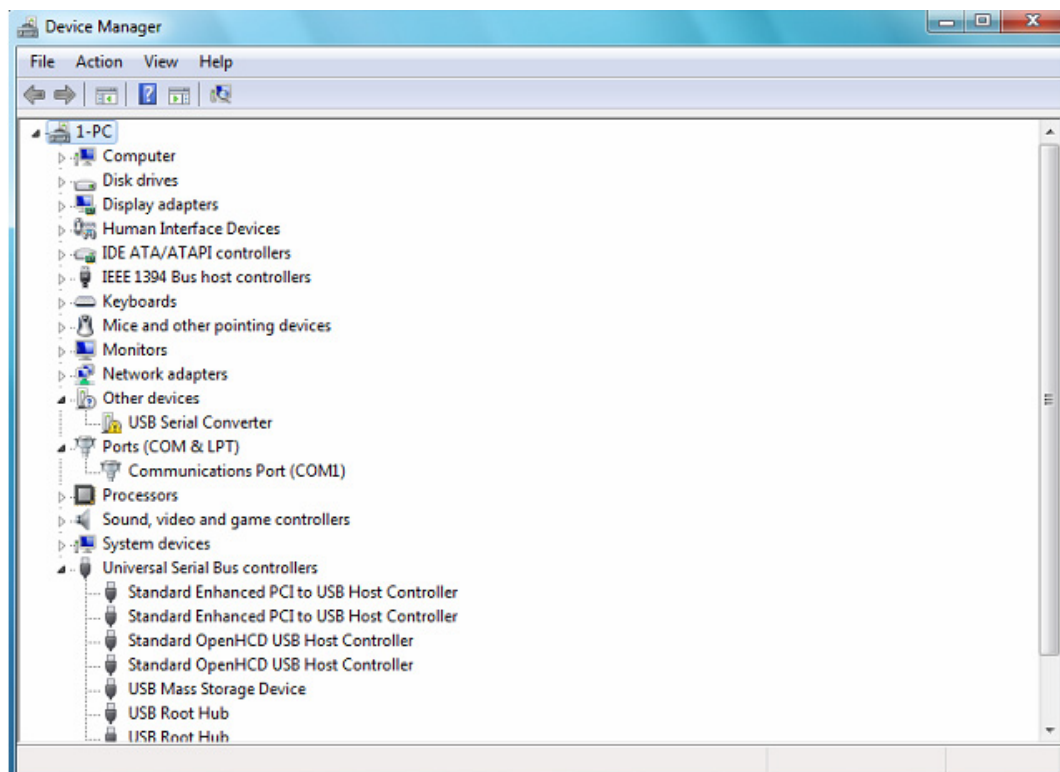 Device Manager
File Action View Help
1-PC
Computer
Disk drives
Display adapters
Human Interface Devices
IDE ATA/ATAPI controllers
IEEE 1394 Bus host controllers
Keyboards
Mice and other pointing devices
Monitors
Network adapters
Other devices
USB Serial Converter
Ports (COM & LPT)
Communications Port (COM1)
Processors
Sound, video and game controllers
System devices
Universal Serial Bus controllers
Standard Enhanced PCI to USB Host Controller
Standard Enhanced PCI to USB Host Controller
Standard OpenHCD USB Host Controller
Standard OpenHCD USB Host Controller
USB Mass Storage Device
USB Root Hub
USB Root Hub